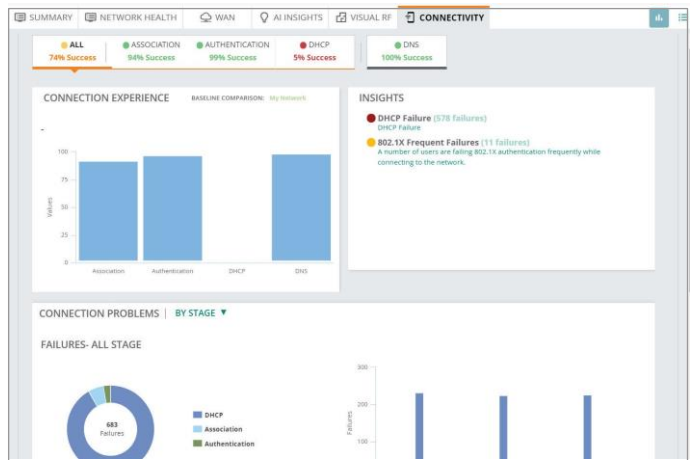 SUMMARY NETWORK HEALTH WAN AI INSIGHTS VISUAL RF CONNECTIVITY
ALL ASSOCIATION AUTHENTICATION DHCP DNS
74% Success 94% Success 99% Success 5% Success 100% Success
CONNECTION EXPERIENCE BASELINE COMPARISON: My Network
-
100
75
50
25
0
Values
Association Authentication DHCP DNS
INSIGHTS
DHCP Failure (578 failures)
DHCP Failure
802.1X Frequent Failures (11 failures)
A number of users are failing 802.1X authentication frequently while
connecting to the network.
CONNECTION PROBLEMS | BY STAGE ▼
FAILURES- ALL STAGE
683
Failures
DHCP
Association
Authentication
300
200
100
Failures